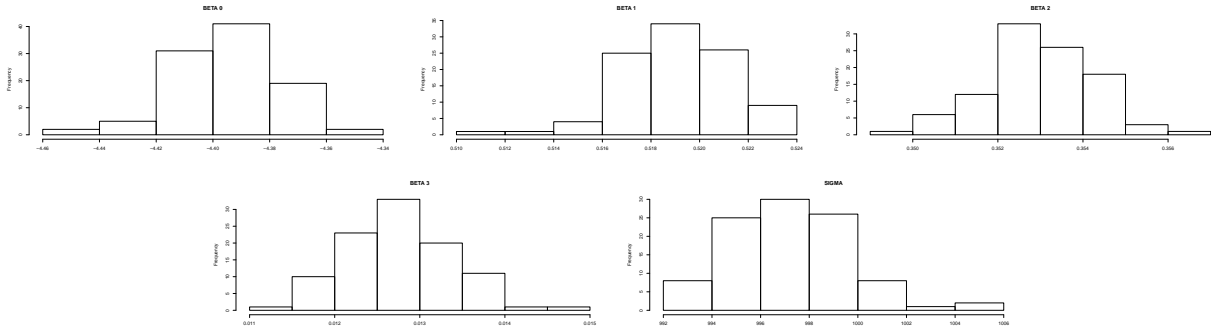 BETA 0
Frequency
0 10 20 30 40
−4.46 −4.44 −4.42 −4.40 −4.38 −4.36 −4.34
BETA 1
Frequency
0 5 10 15 20 25 30 35
0.510 0.512 0.514 0.516 0.518 0.520 0.522 0.524
BETA 2
Frequency
0 5 10 15 20 25 30
0.350 0.352 0.354 0.356
BETA 3
Frequency
0 5 10 15 20 25 30
0.011 0.012 0.013 0.014 0.015
SIGMA
Frequency
0 5 10 15 20 25 30
992 994 996 998 1000 1002 1004 1006